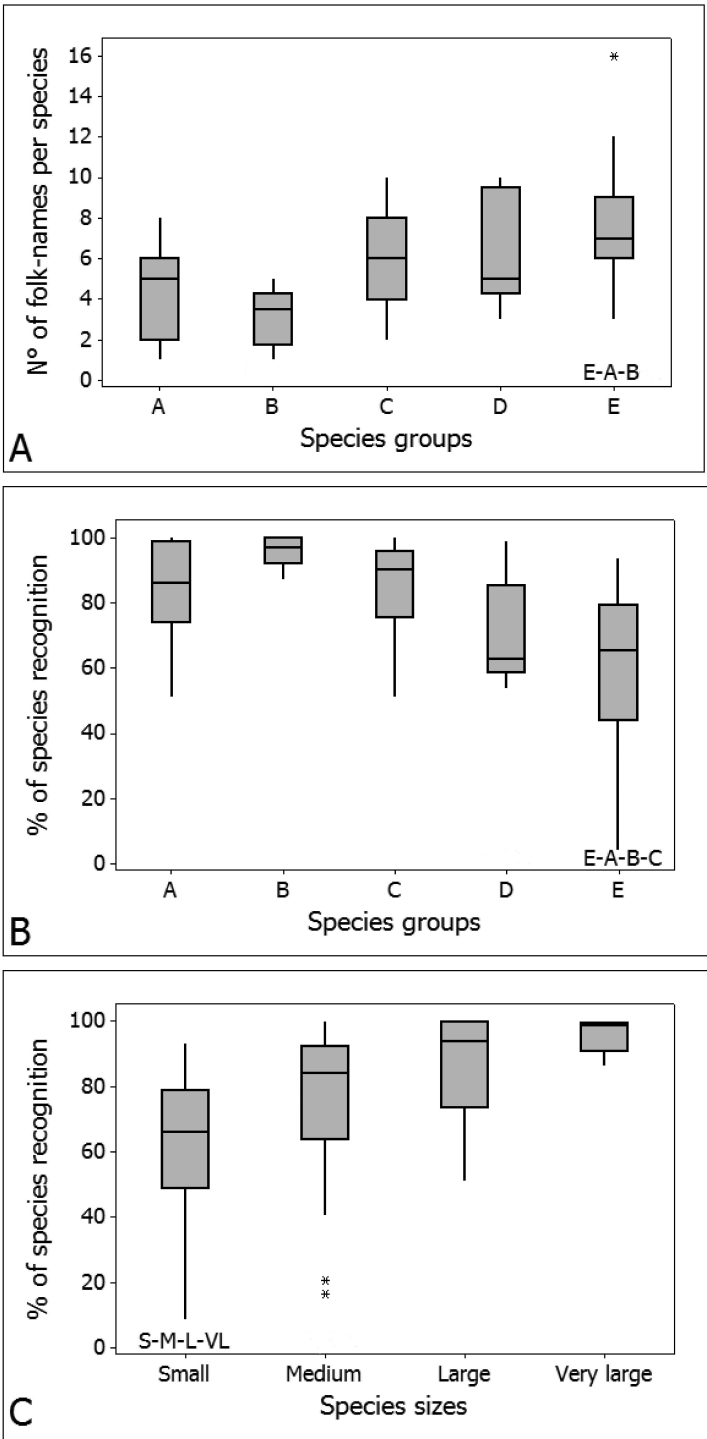 N° of folk-names per species
16
14
12
10
8
6
4
2
0
E-A-B
A B C D E
Species groups
A
% of species recognition
100
80
60
40
20
0
E-A-B-C
A B C D E
Species groups
B
% of species recognition
100
80
60
40
20
0
S-M-L-VL
Small Medium Large Very large
Species sizes
C